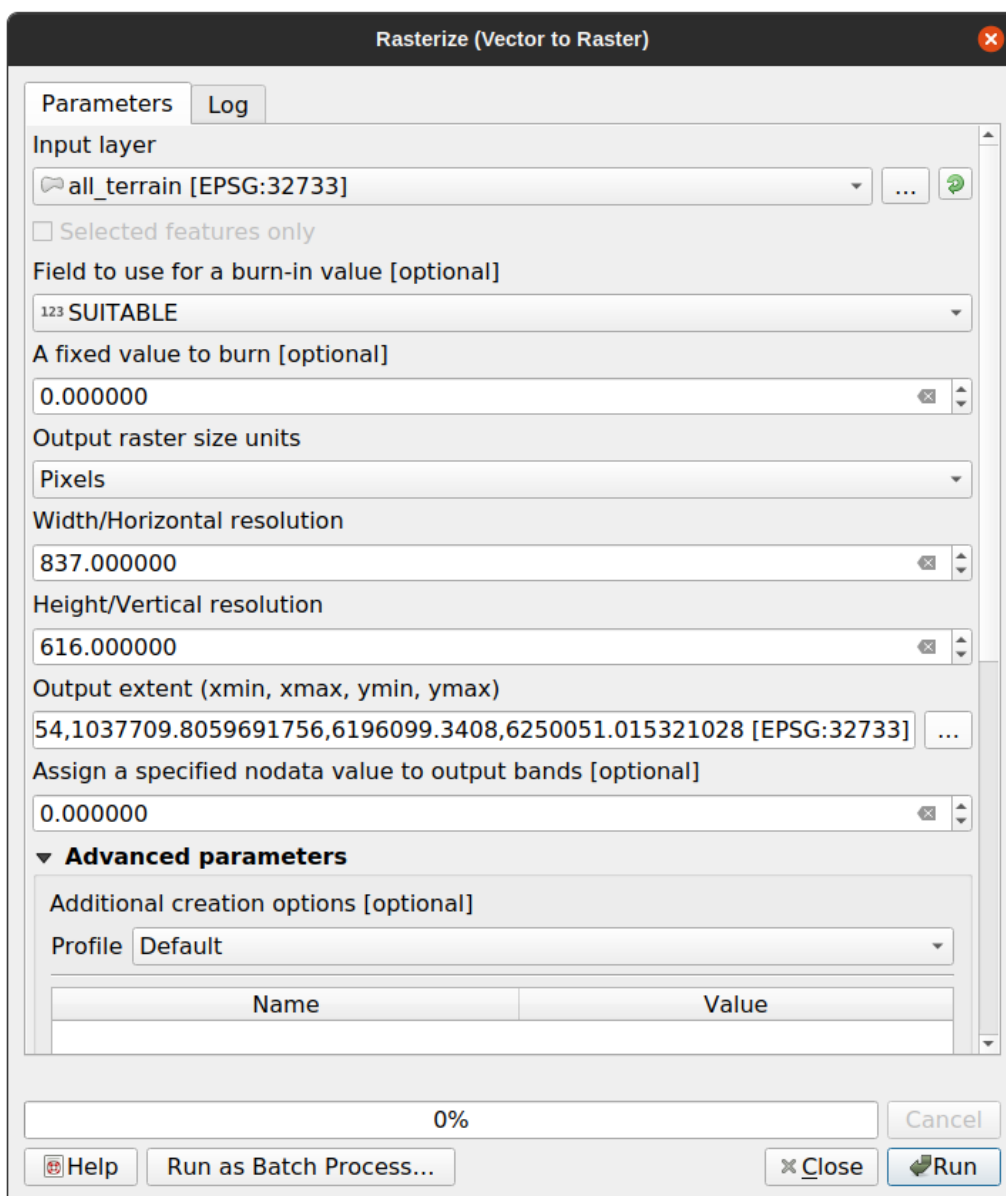 Rasterize (Vector to Raster)
Parameters Log
Input layer
all_terrain [EPSG:32733] ...
Selected features only
Field to use for a burn-in value [optional]
123 SUITABLE
A fixed value to burn [optional]
0.000000
Output raster size units
Pixels
Width/Horizontal resolution
837.000000
Height/Vertical resolution
616.000000
Output extent (xmin, xmax, ymin, ymax)
54,1037709.8059691756,6196099.3408,6250051.015321028 [EPSG:32733] ...
Assign a specified nodata value to output bands [optional]
0.000000
Advanced parameters
Additional creation options [optional]
Profile Default
Name Value
0% Cancel
Help Run as Batch Process... Close Run